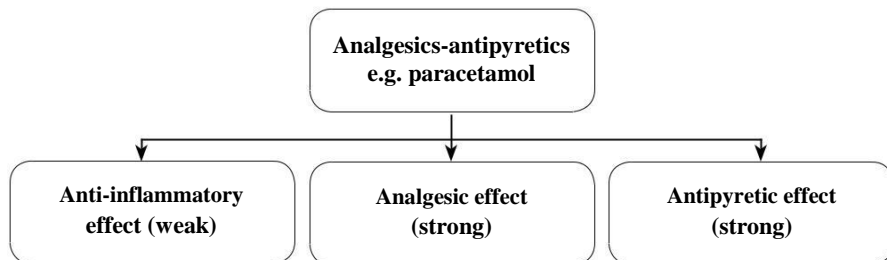 Analgesics-antipyretics
e.g. paracetamol
Anti-inflammatory
effect (weak)
Analgesic effect
(strong)
Antipyretic effect
(strong)